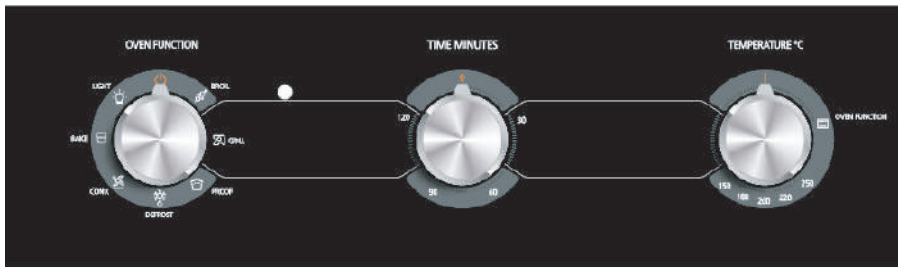 OVEN FUNCTION
TIME MINUTES
TEMPERATURE °C
LIGHT
BROIL
BAKE
GRILL
CONV.
PROOF
DEFROST
120
30
90
60
OVEN FUNCTION
150
180
200
220
250